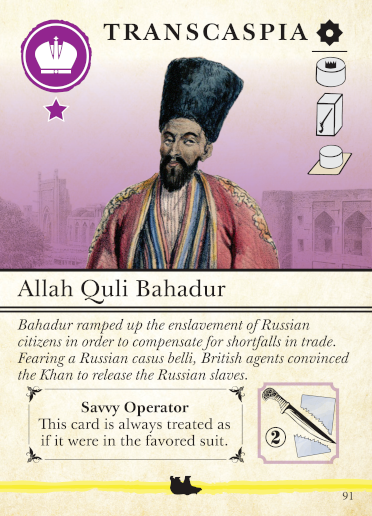 TRANSCASPIA
Allah Quli Bahadur
Bahadur ramped up the enslavement of Russian
citizens in order to compensate for shortfalls in trade.
Fearing a Russian casus belli, British agents convinced
the Khan to release the Russian slaves.
Savvy Operator
This card is always treated as
if it were in the favored suit.
2
91